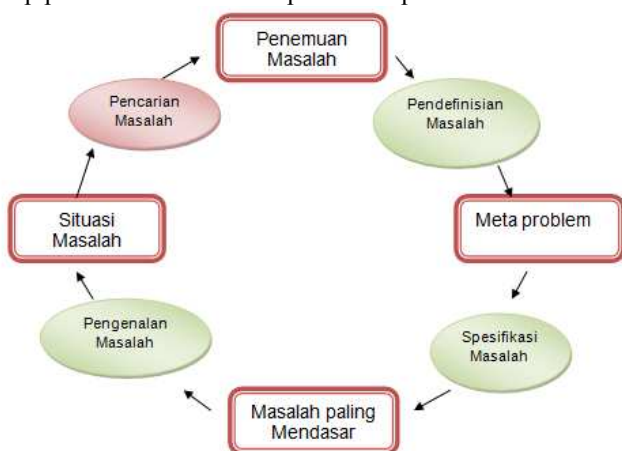 Penemuan
Masalah
Pencarian
Masalah
Pendefinisian
Masalah
Situasi
Masalah
Meta problem
Pengenalan
Masalah
Spesifikasi
Masalah
Masalah paling
Mendasar